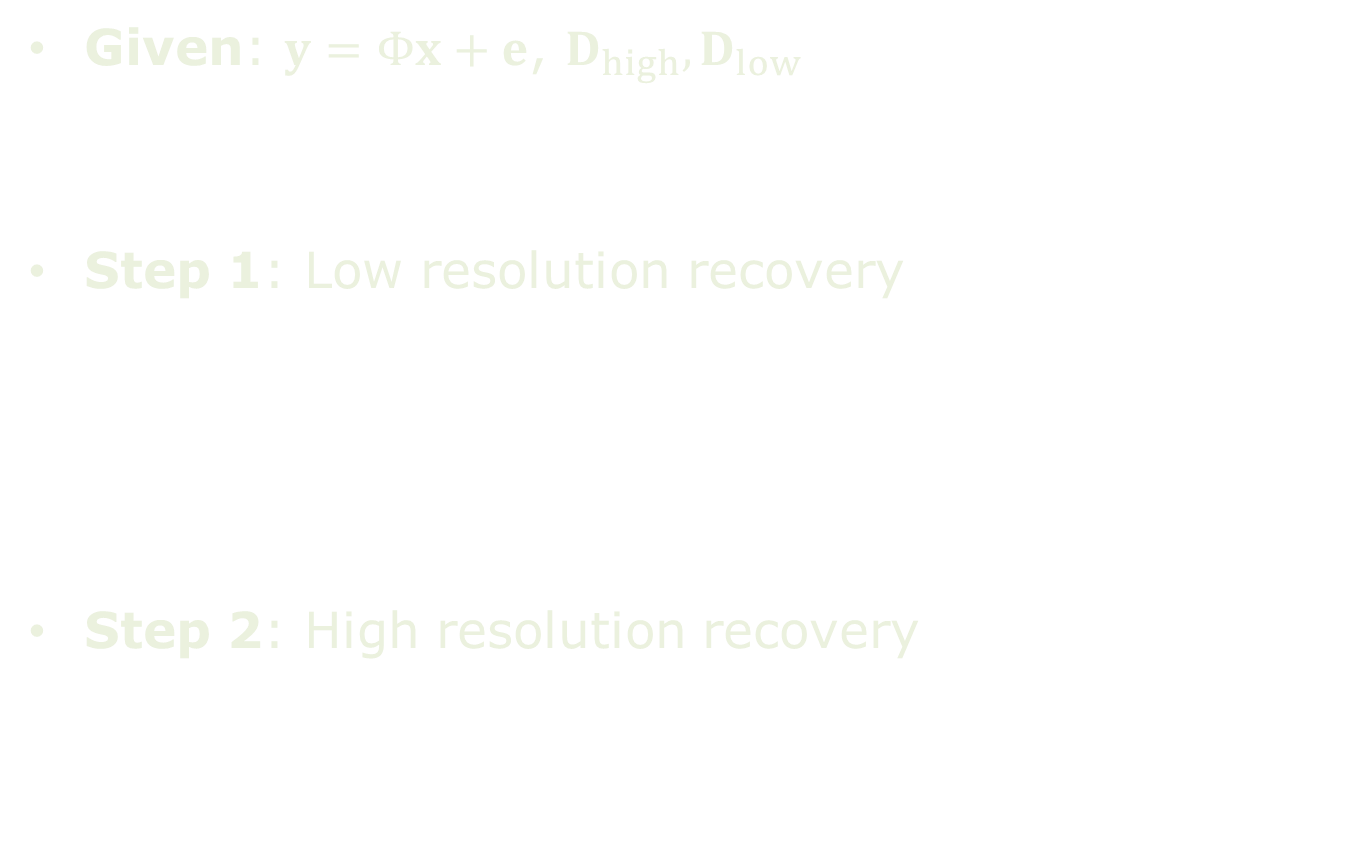 • Given: 𝐲 = Φ𝐱 + 𝐞, 𝐃_high, 𝐃_low
• Step 1: Low resolution recovery
• Step 2: High resolution recovery